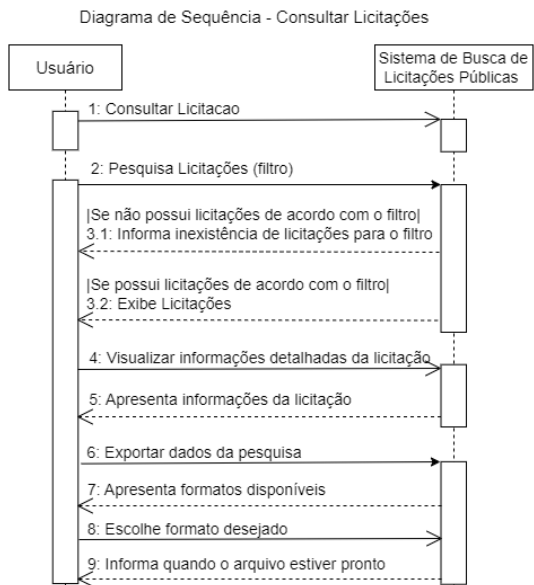 Diagrama de Sequência - Consultar Licitações
Usuário
Sistema de Busca de
Licitações Públicas
1: Consultar Licitacao
2: Pesquisa Licitações (filtro)
|Se não possui licitações de acordo com o filtro|
3.1: Informa inexistência de licitações para o filtro
|Se possui licitações de acordo com o filtro|
3.2: Exibe Licitações
4: Visualizar informações detalhadas da licitação
5: Apresenta informações da licitação
6: Exportar dados da pesquisa
7: Apresenta formatos disponíveis
8: Escolhe formato desejado
9: Informa quando o arquivo estiver pronto